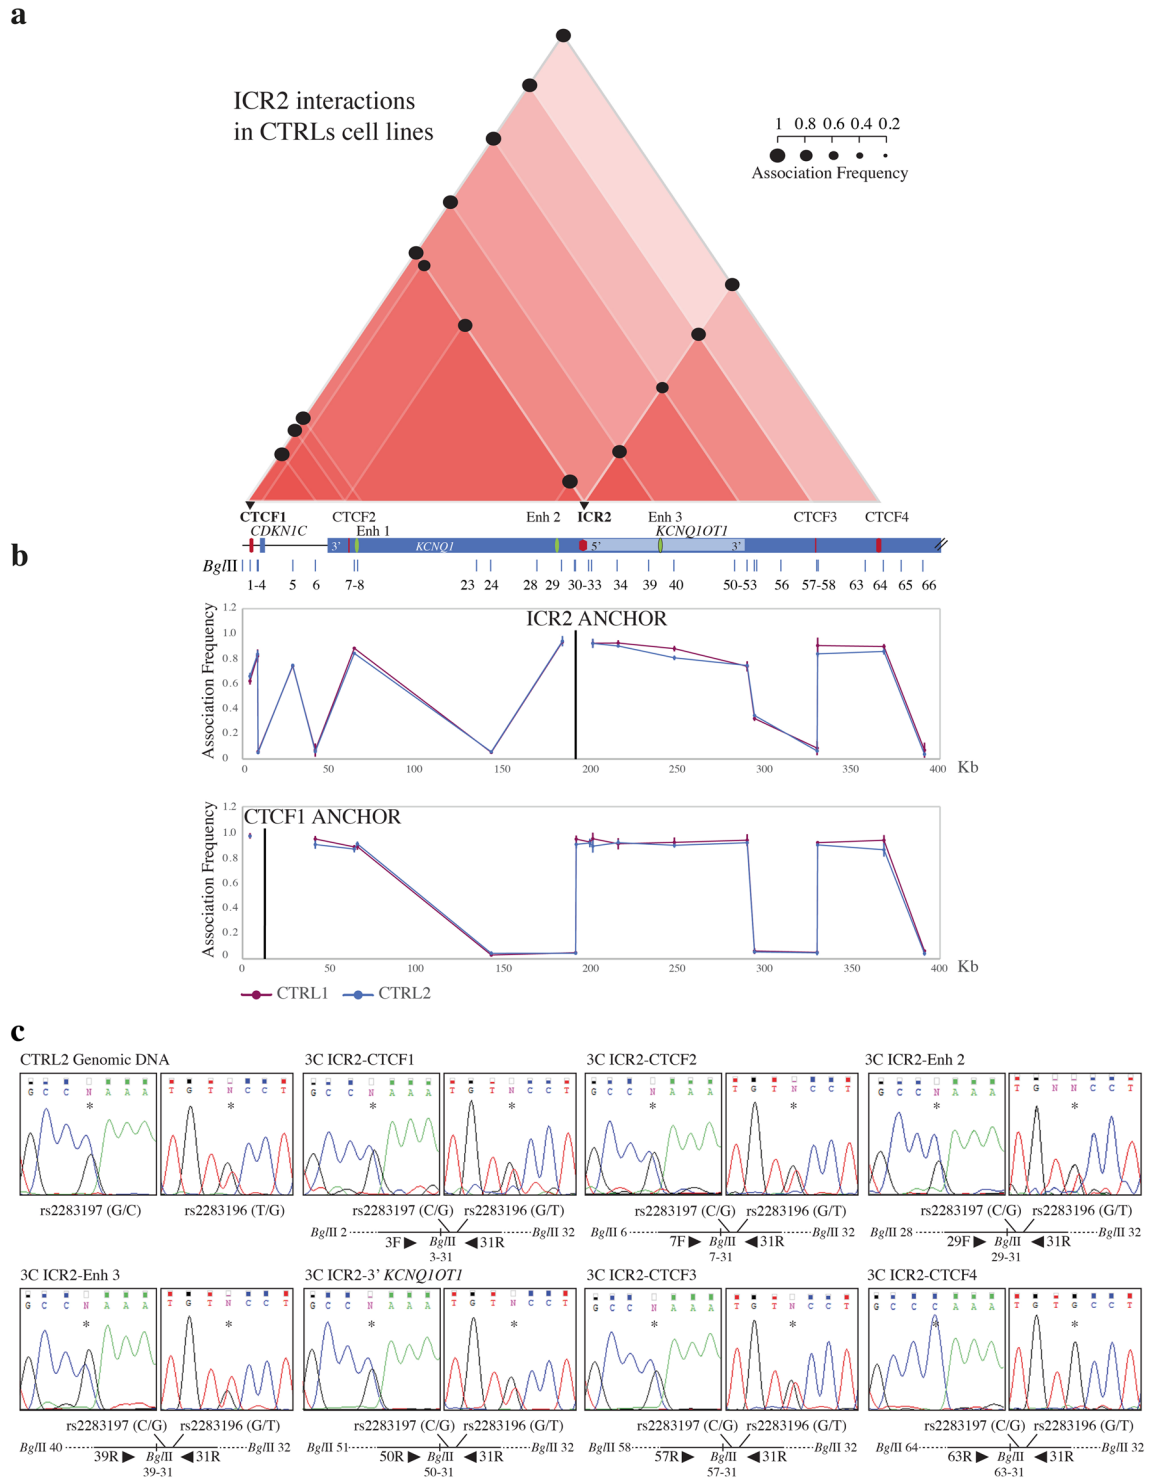 a
ICR2 interactions
in CTRLs cell lines
1 0.8 0.6 0.4 0.2
Association Frequency
CTCF1 CTCF2 Enh 2 ICR2 Enh 3 CTCF3 CTCF4
CDKN1C Enh 1 KCNQ1OT1
3' KCNQ1 5' 3'
b
BglII
1-4 5 6 7-8 23 24 28 29 30-33 34 39 40 50-53 56 57-58 63 64 65 66
ICR2 ANCHOR
Association Frequency
1.2
1.0
0.8
0.6
0.4
0.2
0
0 50 100 150 200 250 300 350 400 Kb
CTCF1 ANCHOR
Association Frequency
1.2
1.0
0.8
0.6
0.4
0.2
0
0 50 100 150 200 250 300 350 400 Kb
CTRL1 CTRL2
c
CTRL2 Genomic DNA 3C ICR2-CTCF1 3C ICR2-CTCF2 3C ICR2-Enh 2
G C C N A A A T G T N C C T G C C N A A A T G T N C C T G C C N A A A T G T N C C T G C C N A A A T G N N C C T
* * * * * * * *
rs2283197 (G/C) rs2283196 (T/G) rs2283197 (C/G) rs2283196 (G/T) rs2283197 (C/G) rs2283196 (G/T) rs2283197 (C/G) rs2283196 (G/T)
BglII 2 BglII 32 BglII 6 BglII 32 BglII 28 BglII 32
3F BglII 31R 7F BglII 31R 29F BglII 31R
3-31 7-31 29-31
3C ICR2-Enh 3 3C ICR2-3' KCNQ1OT1 3C ICR2-CTCF3 3C ICR2-CTCF4
G C C N A A A T G T N C C T G C C N A A A T G T N C C T G C C N A A A T G T N C C T G C C C A A A T G T G C C T
* * * * * * * *
rs2283197 (C/G) rs2283196 (G/T) rs2283197 (C/G) rs2283196 (G/T) rs2283197 (C/G) rs2283196 (G/T) rs2283197 (C/G) rs2283196 (G/T)
BglII 40 BglII 32 BglII 51 BglII 32 BglII 58 BglII 32 BglII 64 BglII 32
39R BglII 31R 50R BglII 31R 57R BglII 31R 63R BglII 31R
39-31 50-31 57-31 63-31